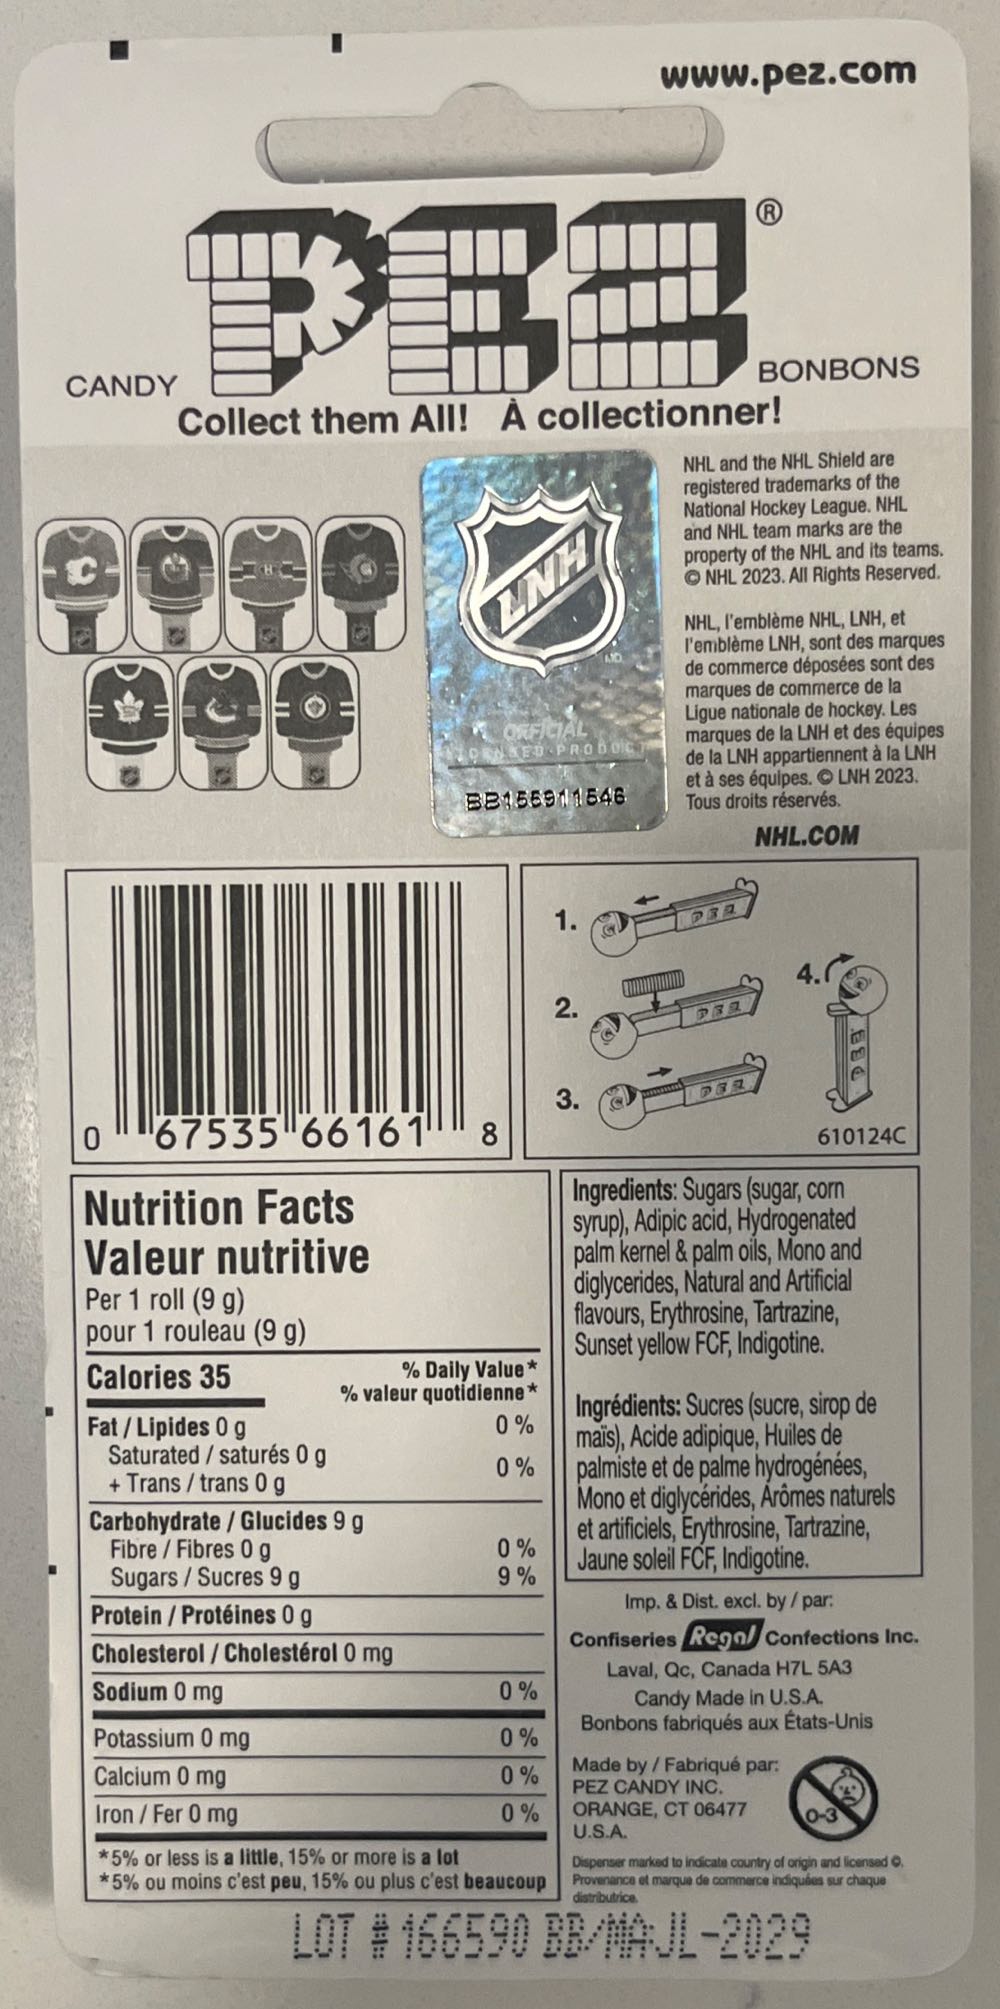 www.pez.com
PEZ®
CANDY
BONBONS
Collect them All! À collectionner!
NHL and the NHL Shield are
registered trademarks of the
National Hockey League. NHL
and NHL team marks are the
property of the NHL and its teams.
© NHL 2023. All Rights Reserved.
NHL, l'emblème NHL, LNH, et
l'emblème LNH, sont des marques
de commerce déposées sont des
marques de commerce de la
Ligue nationale de hockey. Les
marques de la LNH et des équipes
de la LNH appartiennent à la LNH
et à ses équipes. © LNH 2023.
Tous droits réservés.
NHL.COM
LNH
MD
OFFICIAL
LICENSED PRODUCT
BB155911546
0 67535 66161 8
1.
PEZ
2.
PEZ
3.
PEZ
4.
PEZ
610124C
Nutrition Facts
Valeur nutritive
Per 1 roll (9 g)
pour 1 rouleau (9 g)
Calories 35
% Daily Value*
% valeur quotidienne*
Fat / Lipides 0 g 0 %
Saturated / saturés 0 g
+ Trans / trans 0 g 0 %
Carbohydrate / Glucides 9 g
Fibre / Fibres 0 g 0 %
Sugars / Sucres 9 g 9 %
Protein / Protéines 0 g
Cholesterol / Cholestérol 0 mg
Sodium 0 mg 0 %
Potassium 0 mg 0 %
Calcium 0 mg 0 %
Iron / Fer 0 mg 0 %
*5% or less is a little, 15% or more is a lot
*5% ou moins c'est peu, 15% ou plus c'est beaucoup
Ingredients: Sugars (sugar, corn
syrup), Adipic acid, Hydrogenated
palm kernel & palm oils, Mono and
diglycerides, Natural and Artificial
flavours, Erythrosine, Tartrazine,
Sunset yellow FCF, Indigotine.
Ingrédients: Sucres (sucre, sirop de
maïs), Acide adipique, Huiles de
palmiste et de palme hydrogénées,
Mono et diglycérides, Arômes naturels
et artificiels, Erythrosine, Tartrazine,
Jaune soleil FCF, Indigotine.
Imp. & Dist. excl. by / par:
Confiseries Regal Confections Inc.
Laval, Qc, Canada H7L 5A3
Candy Made in U.S.A.
Bonbons fabriqués aux États-Unis
Made by / Fabriqué par:
PEZ CANDY INC.
ORANGE, CT 06477
U.S.A.
0-3
Dispenser marked to indicate country of origin and licensed ©.
Provenance et marque de commerce indiquées sur chaque
distributrice.
LOT # 166590 BB/MA:JL-2029